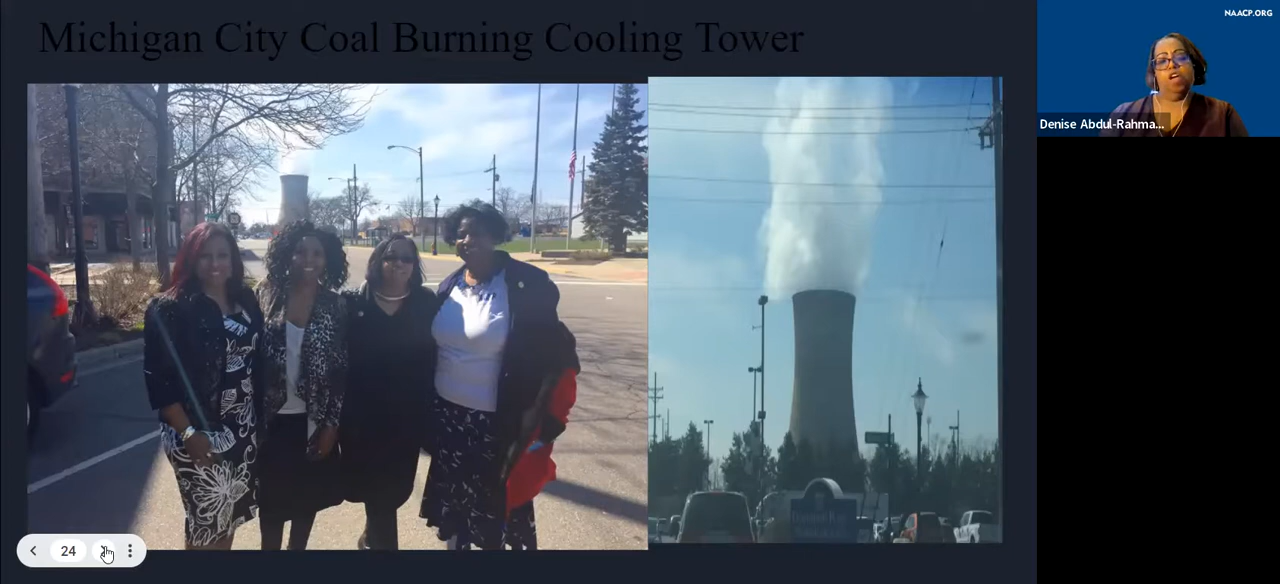 Michigan City Coal Burning Cooling Tower
NAACP.ORG
Denise Abdul-Rahma...
24